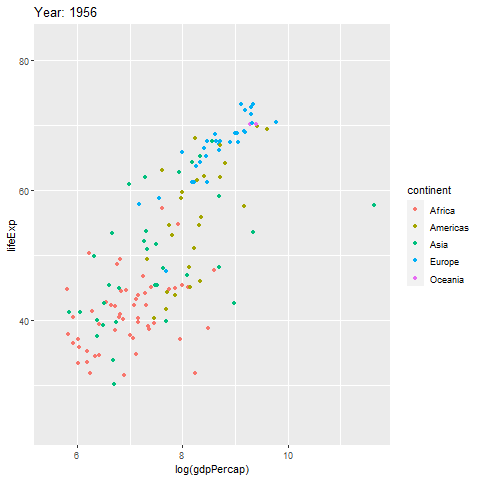 Year: 1956
80
60
40
lifeExp
6
8
10
log(gdpPercap)
continent
Africa
Americas
Asia
Europe
Oceania